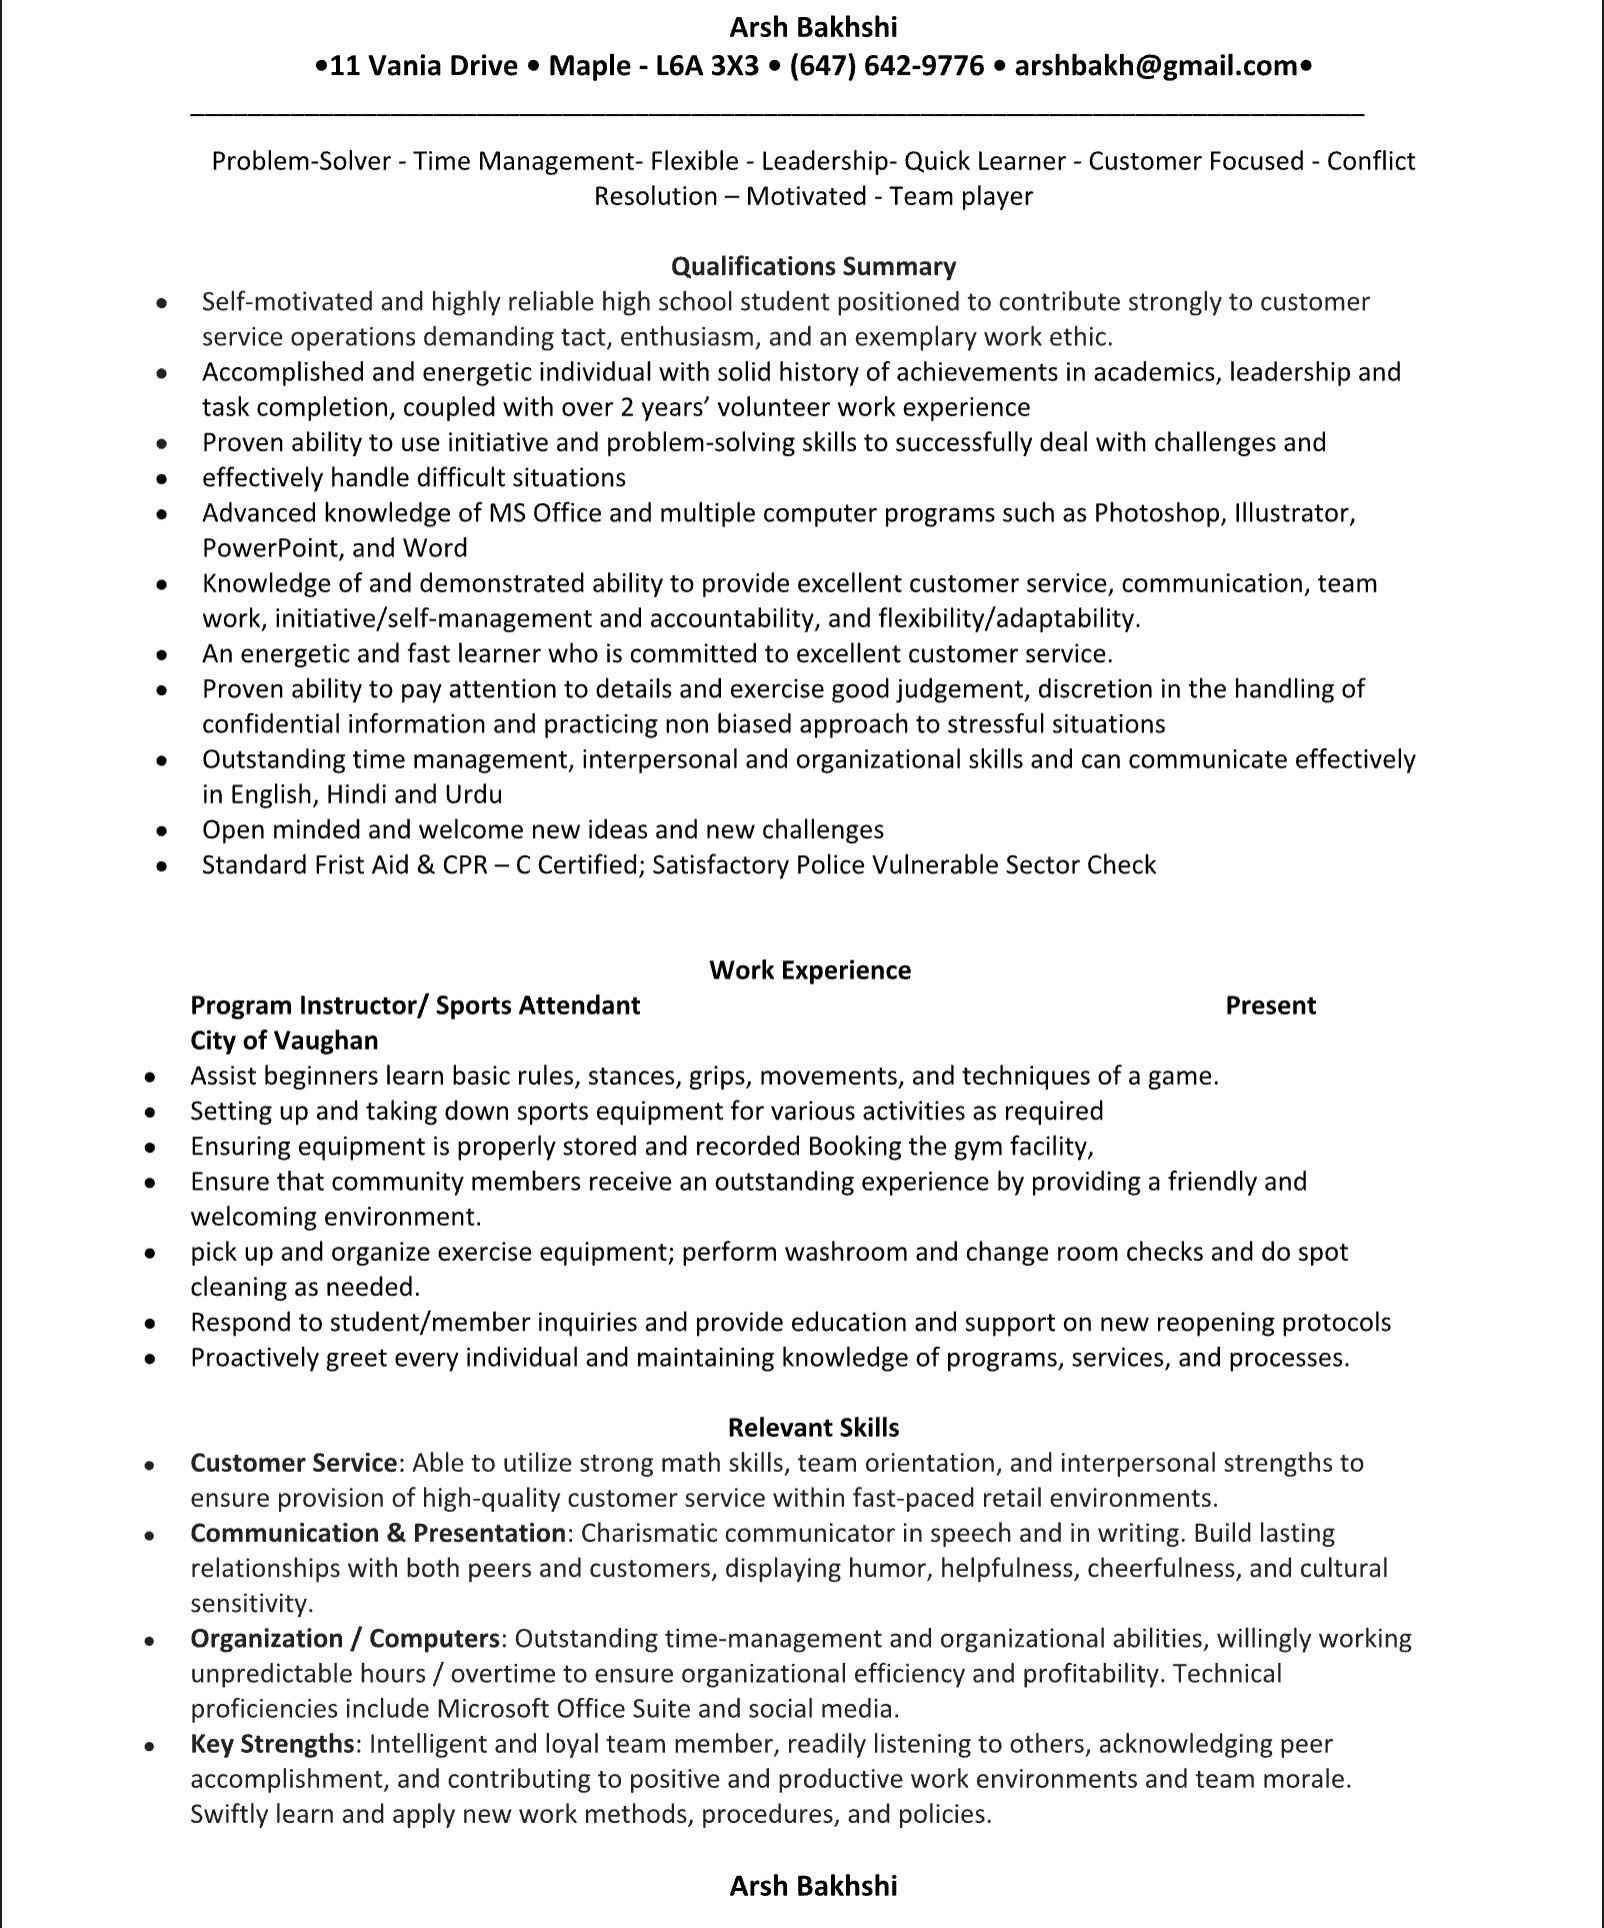 Arsh Bakhshi
•11 Vania Drive • Maple - L6A 3X3 • (647) 642-9776 • arshbakh@gmail.com•
Problem-Solver - Time Management- Flexible - Leadership- Quick Learner - Customer Focused - Conflict
Resolution – Motivated - Team player
Qualifications Summary
• Self-motivated and highly reliable high school student positioned to contribute strongly to customer
service operations demanding tact, enthusiasm, and an exemplary work ethic.
• Accomplished and energetic individual with solid history of achievements in academics, leadership and
task completion, coupled with over 2 years’ volunteer work experience
• Proven ability to use initiative and problem-solving skills to successfully deal with challenges and
• effectively handle difficult situations
• Advanced knowledge of MS Office and multiple computer programs such as Photoshop, Illustrator,
PowerPoint, and Word
• Knowledge of and demonstrated ability to provide excellent customer service, communication, team
work, initiative/self-management and accountability, and flexibility/adaptability.
• An energetic and fast learner who is committed to excellent customer service.
• Proven ability to pay attention to details and exercise good judgement, discretion in the handling of
confidential information and practicing non biased approach to stressful situations
• Outstanding time management, interpersonal and organizational skills and can communicate effectively
in English, Hindi and Urdu
• Open minded and welcome new ideas and new challenges
• Standard Frist Aid & CPR – C Certified; Satisfactory Police Vulnerable Sector Check
Work Experience
Program Instructor/ Sports Attendant Present
City of Vaughan
• Assist beginners learn basic rules, stances, grips, movements, and techniques of a game.
• Setting up and taking down sports equipment for various activities as required
• Ensuring equipment is properly stored and recorded Booking the gym facility,
• Ensure that community members receive an outstanding experience by providing a friendly and
welcoming environment.
• pick up and organize exercise equipment; perform washroom and change room checks and do spot
cleaning as needed.
• Respond to student/member inquiries and provide education and support on new reopening protocols
• Proactively greet every individual and maintaining knowledge of programs, services, and processes.
Relevant Skills
• Customer Service: Able to utilize strong math skills, team orientation, and interpersonal strengths to
ensure provision of high-quality customer service within fast-paced retail environments.
• Communication & Presentation: Charismatic communicator in speech and in writing. Build lasting
relationships with both peers and customers, displaying humor, helpfulness, cheerfulness, and cultural
sensitivity.
• Organization / Computers: Outstanding time-management and organizational abilities, willingly working
unpredictable hours / overtime to ensure organizational efficiency and profitability. Technical
proficiencies include Microsoft Office Suite and social media.
• Key Strengths: Intelligent and loyal team member, readily listening to others, acknowledging peer
accomplishment, and contributing to positive and productive work environments and team morale.
Swiftly learn and apply new work methods, procedures, and policies.
Arsh Bakhshi